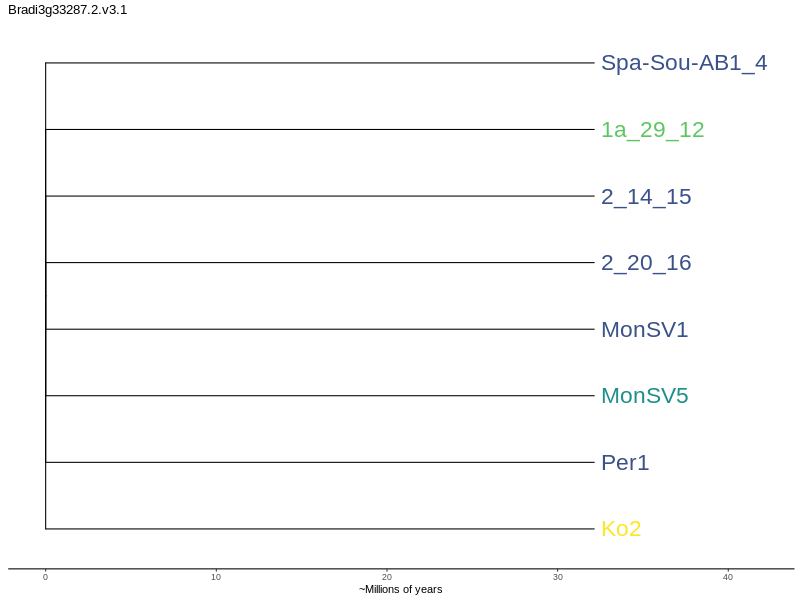 Bradi3g33287.2.v3.1
Spa-Sou-AB1_4
1a_29_12
2_14_15
2_20_16
MonSV1
MonSV5
Per1
Ko2
0 10 20 30 40
~Millions of years